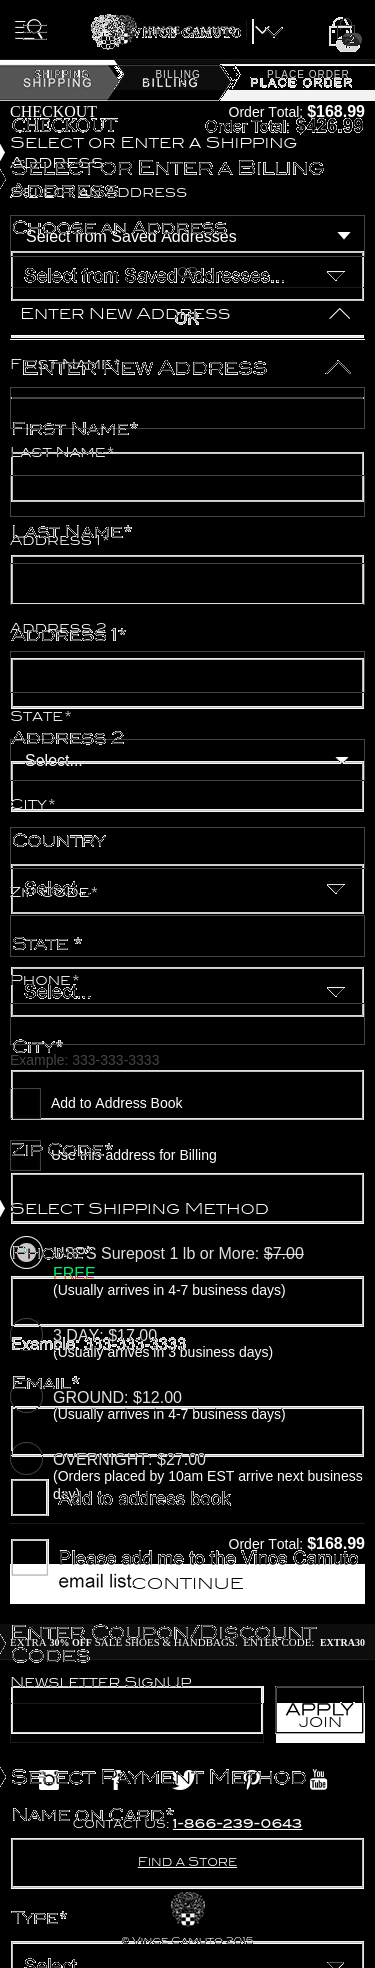 VINCE CAMUTO
SHIPPING BILLING PLACE ORDER
SHIPPING BILLING PLACE ORDER
CHECKOUT Order Total: $168.99
CHECKOUT Order Total: $426.99
Select or Enter a Shipping
Address
Select or Enter a Billing
Address
Select an Address
Choose an Address
Select from Saved Addresses
Select from Saved Addresses...
Enter New Address
OR
First Name*
Enter New Address
First Name*
Last Name*
Last Name*
Address 1*
Address 2
Address 1*
State*
Address 2
Select...
City*
Country
Select...
Zip Code*
State *
Phone*
Select...
City*
Example: 333-333-3333
Add to Address Book
Zip Code*
Use this address for Billing
Select Shipping Method
Phone*
USPS Surepost 1 lb or More: $7.00
FREE
(Usually arrives in 4-7 business days)
3 DAY: $17.00
Example: 333-333-3333
(Usually arrives in 3 business days)
Email*
GROUND: $12.00
(Usually arrives in 4-7 business days)
OVERNIGHT: $27.00
(Orders placed by 10am EST arrive next business
day)
Add to address book
Order Total: $168.99
Please add me to the Vince Camuto
email list.
CONTINUE
Enter Coupon/Discount
Codes
EXTRA 30% OFF SALE SHOES & HANDBAGS. ENTER CODE: EXTRA30
Newsletter SignUp
APPLY
JOIN
Select Payment Method
You
Tube
Name on Card*
Contact Us: 1-866-239-0643
Find a Store
Type*
© Vince Camuto 2015
Select...